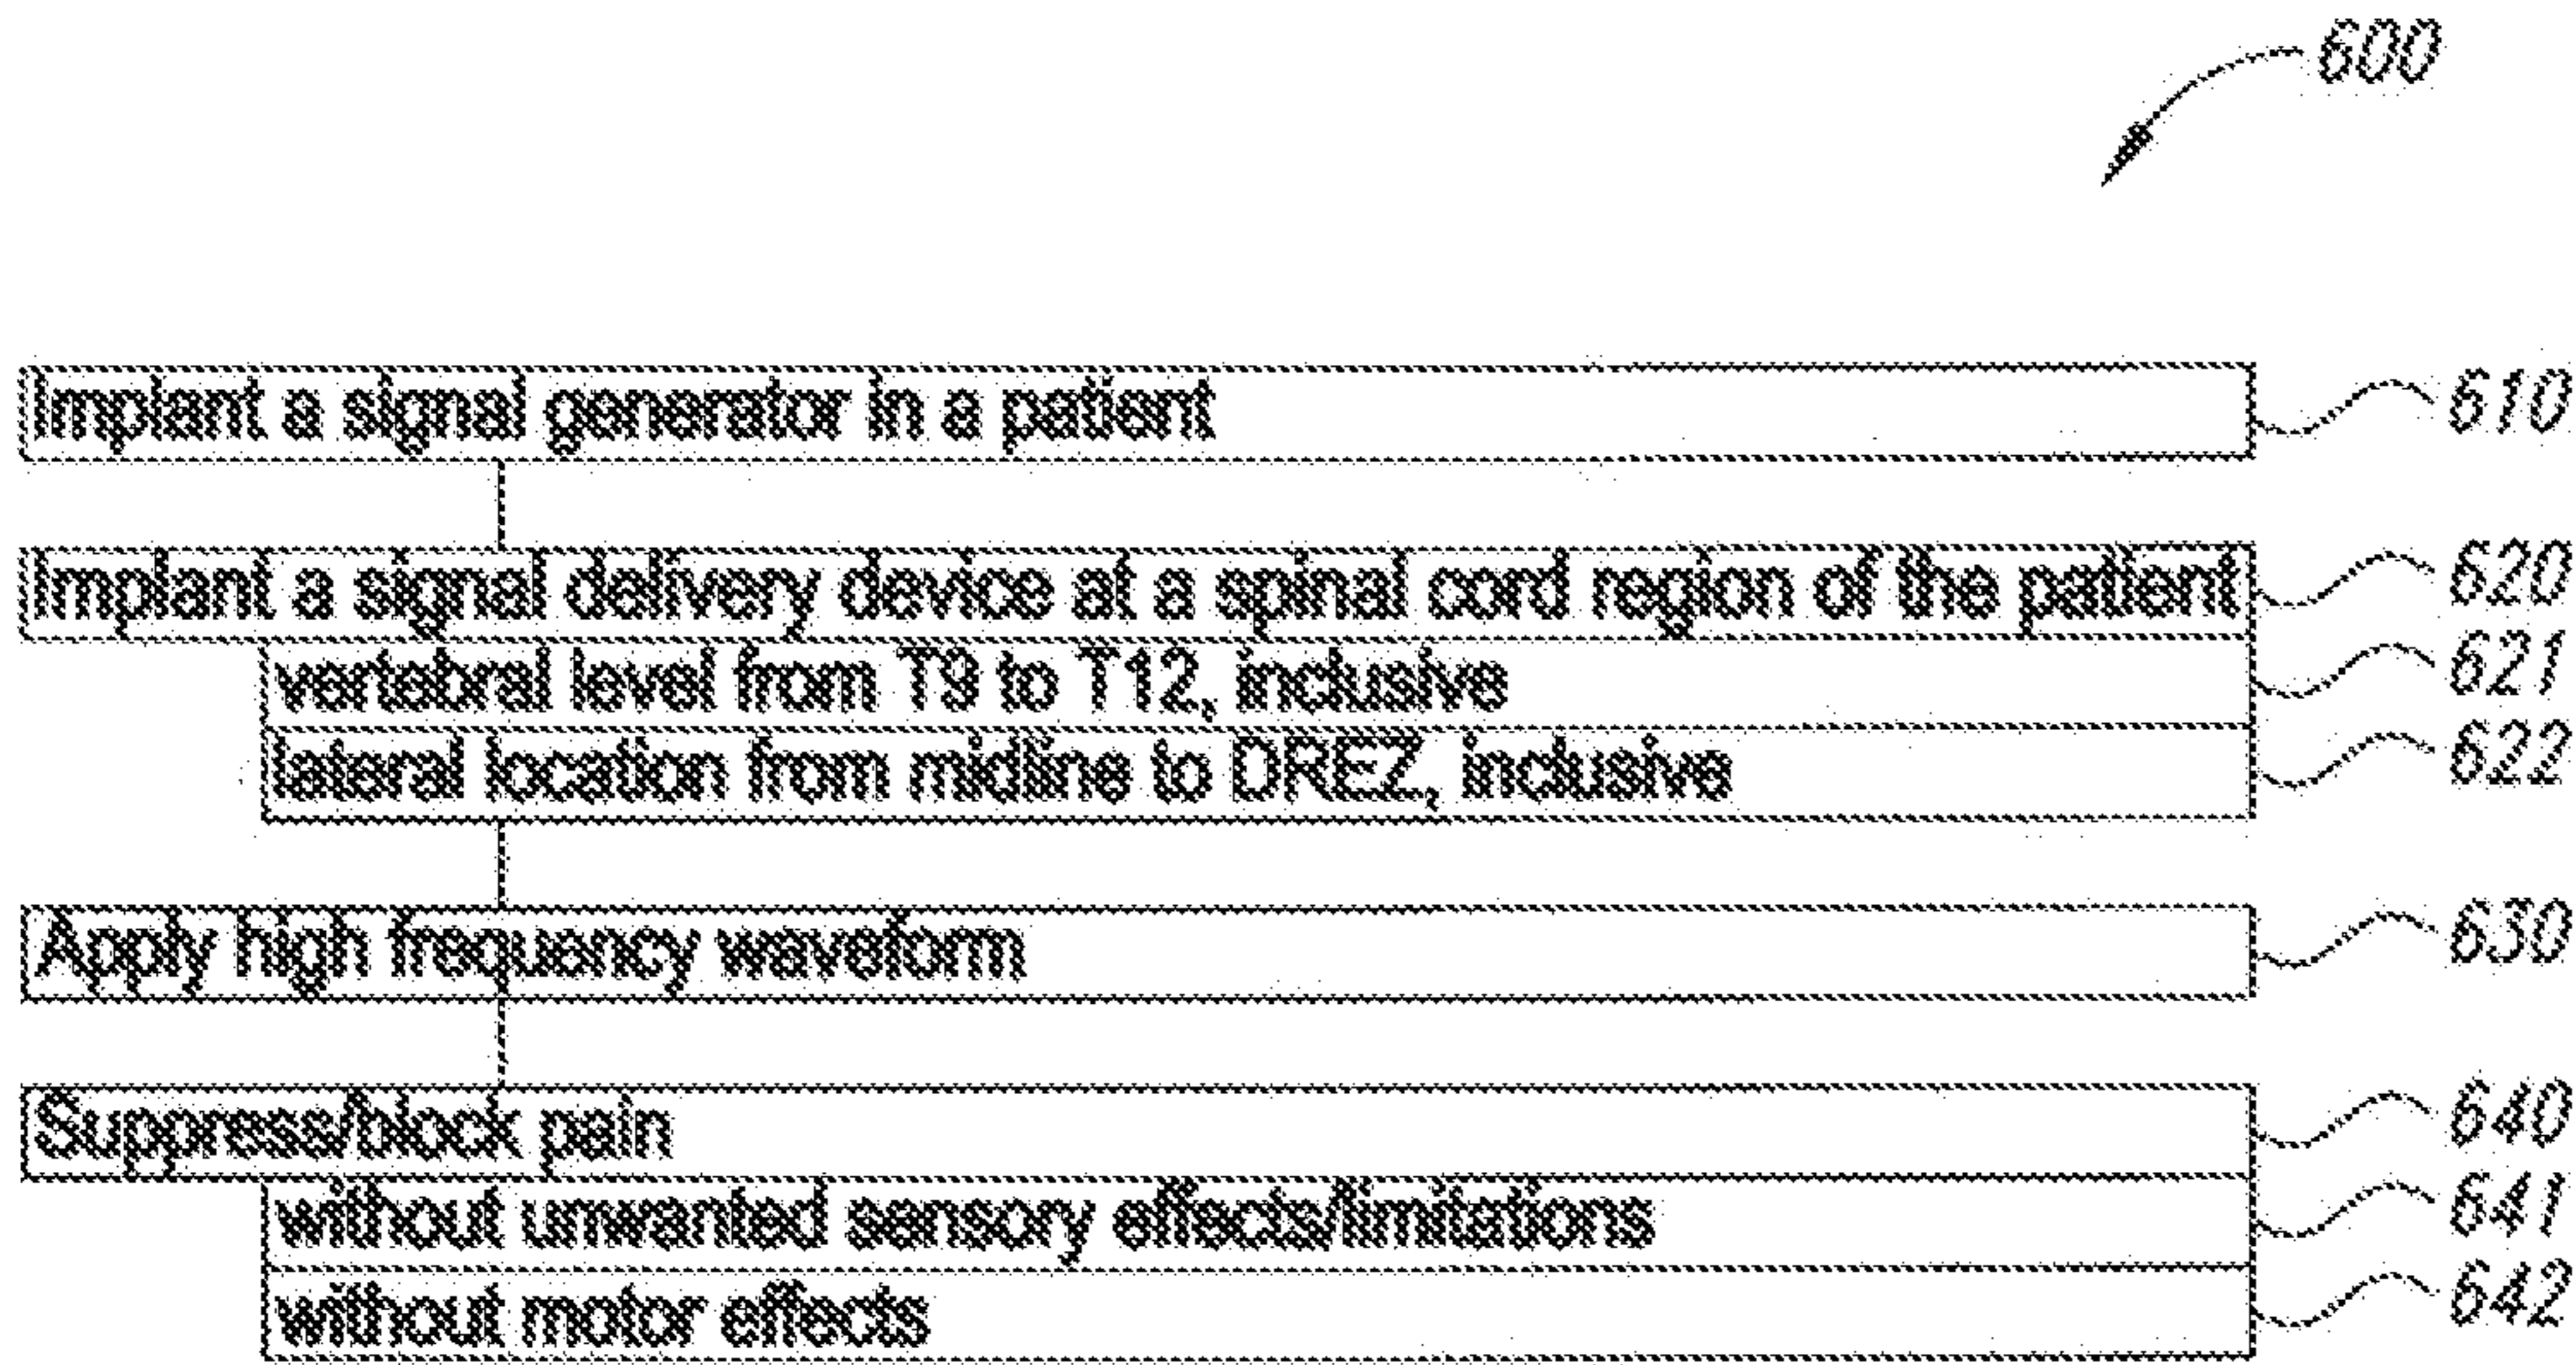 600
Implant a signal generator in a patient 610
Implant a signal delivery device at a spinal cord region of the patient 620
vertebral level from T9 to T12, inclusive 621
lateral location from midline to DREZ, inclusive 622
Apply high frequency waveform 630
Suppress/block pain 640
without unwanted sensory effects/limitations 641
without motor effects 642